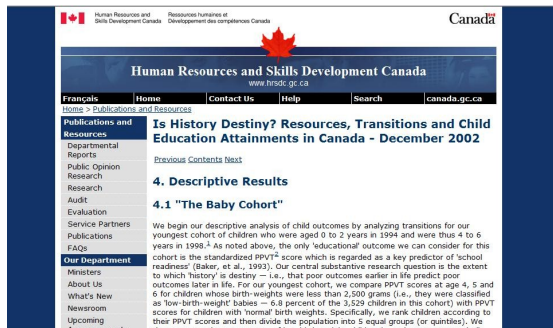 Human Resources and
Skills Development Canada
Ressources humaines et
Développement des compétences Canada
Canada
Human Resources and Skills Development Canada
www.hrsdc.gc.ca
Français Home Contact Us Help Search canada.gc.ca
Home > Publications and Resources
Publications and
Resources
Departmental
Reports
Public Opinion
Research
Research
Audit
Evaluation
Service Partners
Publications
FAQs
Our Department
Ministers
About Us
What's New
Newsroom
Upcoming
Is History Destiny? Resources, Transitions and Child
Education Attainments in Canada - December 2002
Previous Contents Next
4. Descriptive Results
4.1 "The Baby Cohort"
We begin our descriptive analysis of child outcomes by analyzing transitions for our
youngest cohort of children who were aged 0 to 2 years in 1994 and were thus 4 to 6
years in 1998.1 As noted above, the only 'educational' outcome we can consider for this
cohort is the standardized PPVT2 score which is regarded as a key predictor of 'school
readiness' (Baker, et al., 1993). Our central substantive research question is the extent
to which 'history' is destiny — i.e., that poor outcomes earlier in life predict poor
outcomes later in life. For our youngest cohort, we compare PPVT scores at age 4, 5 and
6 for children whose birth-weights were less than 2,500 grams (i.e., they were classified
as 'low-birth-weight' babies — 6.8 percent of the 3,529 children in this cohort) with PPVT
scores for children with 'normal' birth weights. Specifically, we rank children according to
their PPVT scores and then divide the population into 5 equal groups (or quintiles). We